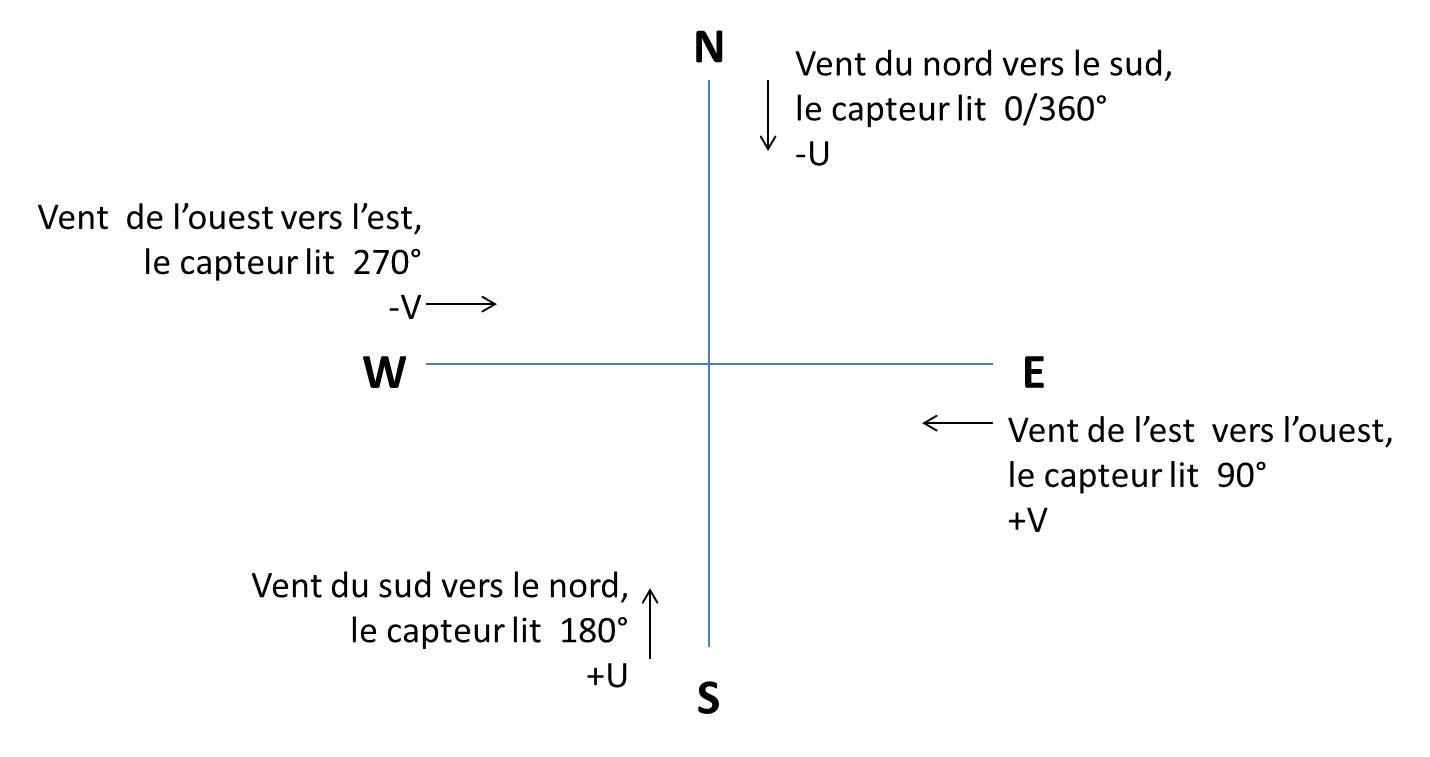 N
Vent du nord vers le sud,
le capteur lit 0/360°
-U
Vent de l’ouest vers l’est,
le capteur lit 270°
-V
W
E
Vent de l’est vers l’ouest,
le capteur lit 90°
+V
Vent du sud vers le nord,
le capteur lit 180°
+U
S